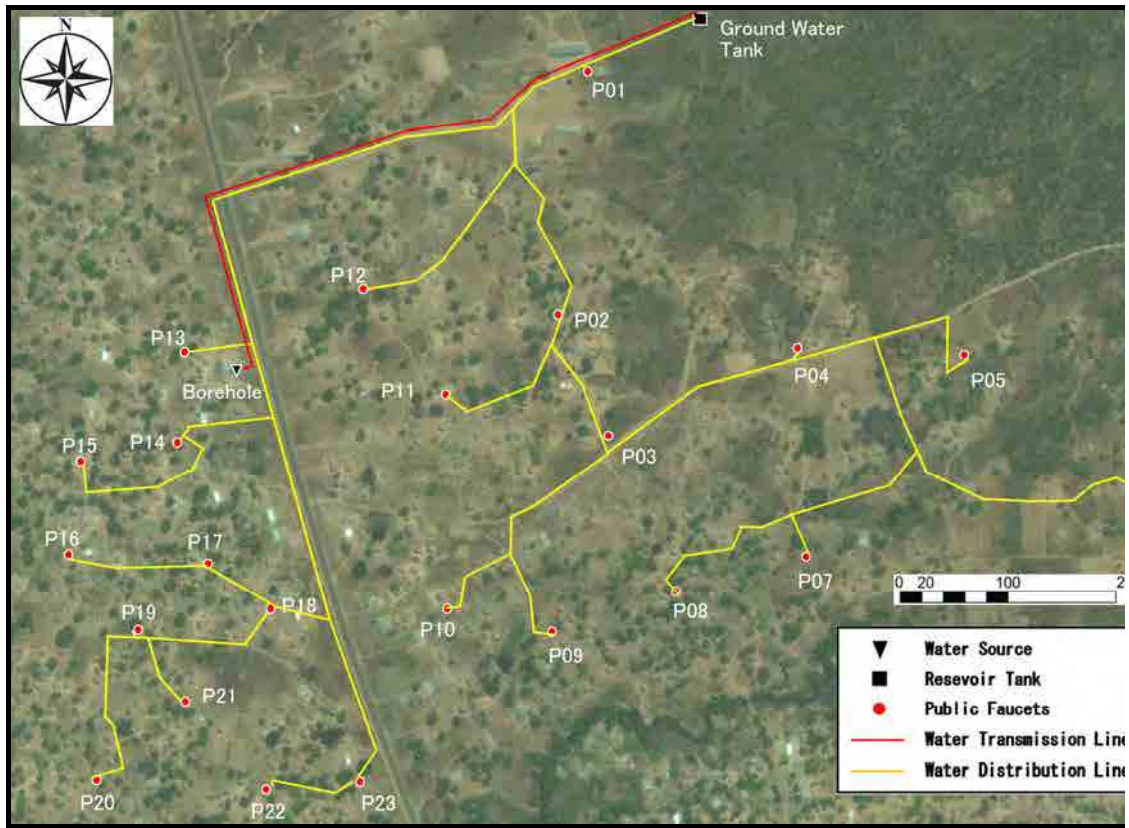 N
Ground Water
Tank
P01
P12
P02
P13
P04
P05
Borehole
P11
P15
P14
P03
P16
P17
P07
0 20 100 2
P08
P18
P10
P19
P09
Water Source
Resevoir Tank
P21
Public Faucets
Water Transmission Line
Water Distribution Line
P20
P22
P23